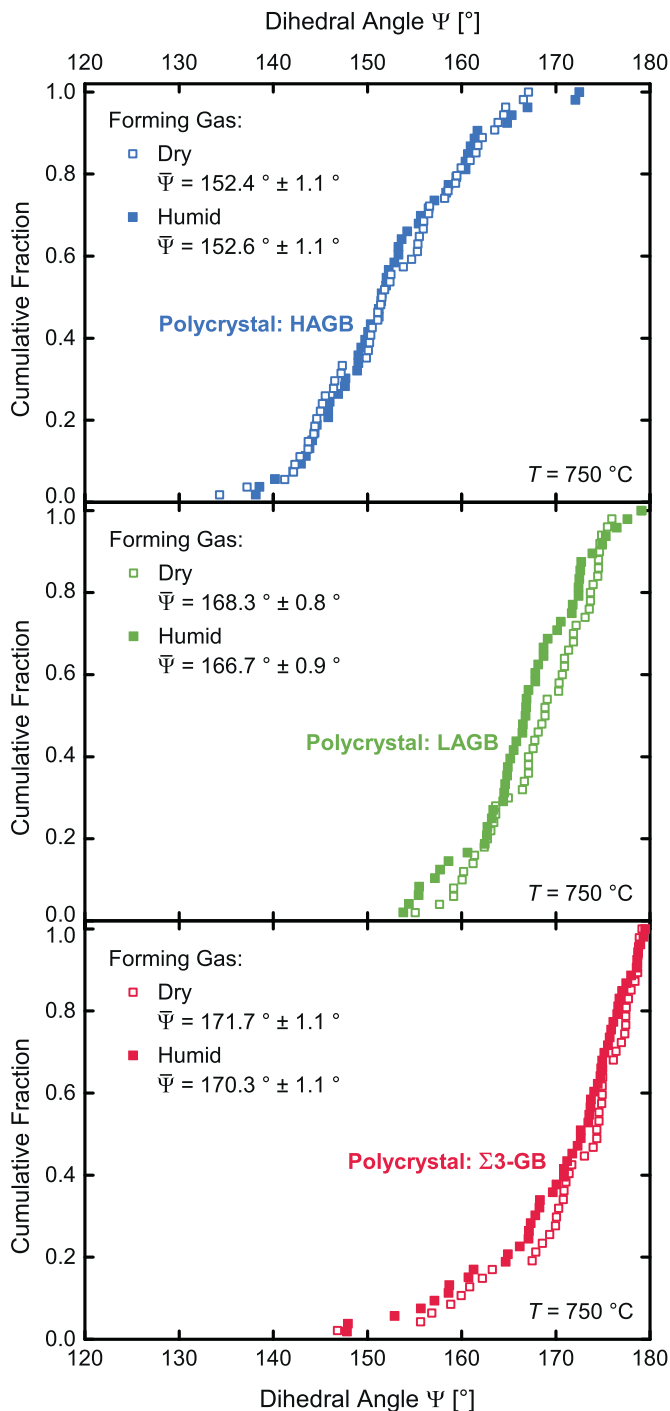 Dihedral Angle Ψ [°]
120 130 140 150 160 170 180
1.0
0.8
0.6
0.4
0.2
0.0
Cumulative Fraction
Forming Gas:
Dry
Ψ̄ = 152.4 ° ± 1.1 °
Humid
Ψ̄ = 152.6 ° ± 1.1 °
Polycrystal: HAGB
T = 750 °C
1.0
0.8
0.6
0.4
0.2
0.0
Cumulative Fraction
Forming Gas:
Dry
Ψ̄ = 168.3 ° ± 0.8 °
Humid
Ψ̄ = 166.7 ° ± 0.9 °
Polycrystal: LAGB
T = 750 °C
1.0
0.8
0.6
0.4
0.2
0.0
Cumulative Fraction
Forming Gas:
Dry
Ψ̄ = 171.7 ° ± 1.1 °
Humid
Ψ̄ = 170.3 ° ± 1.1 °
Polycrystal: Σ3-GB
T = 750 °C
120 130 140 150 160 170 180
Dihedral Angle Ψ [°]